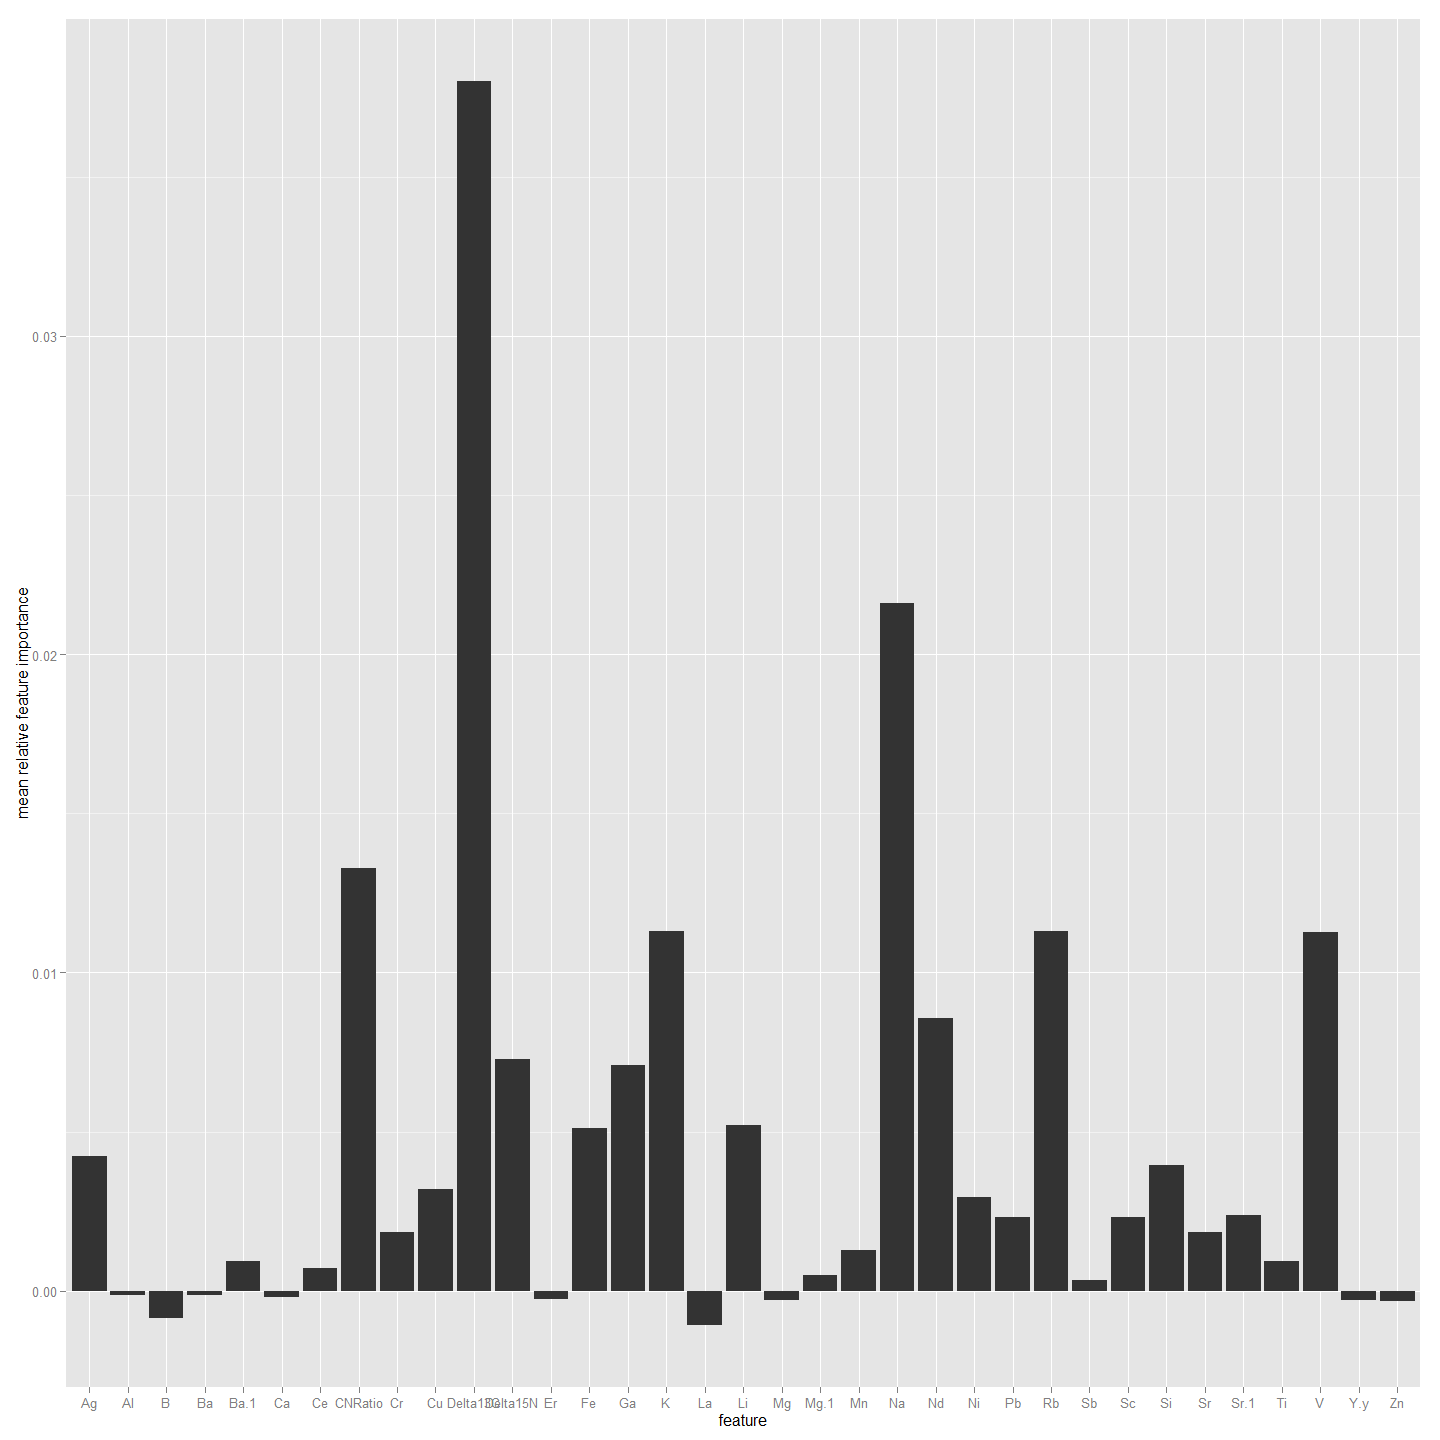 mean relative feature importance
0.03
0.02
0.01
0.00
Ag Al B Ba Ba.1 Ca Ce CNRatio Cr Cu Delta13C Delta15N Er Fe Ga K La Li Mg Mg.1 Mn Na Nd Ni Pb Rb Sb Sc Si Sr Sr.1 Ti V Y.y Zn
feature